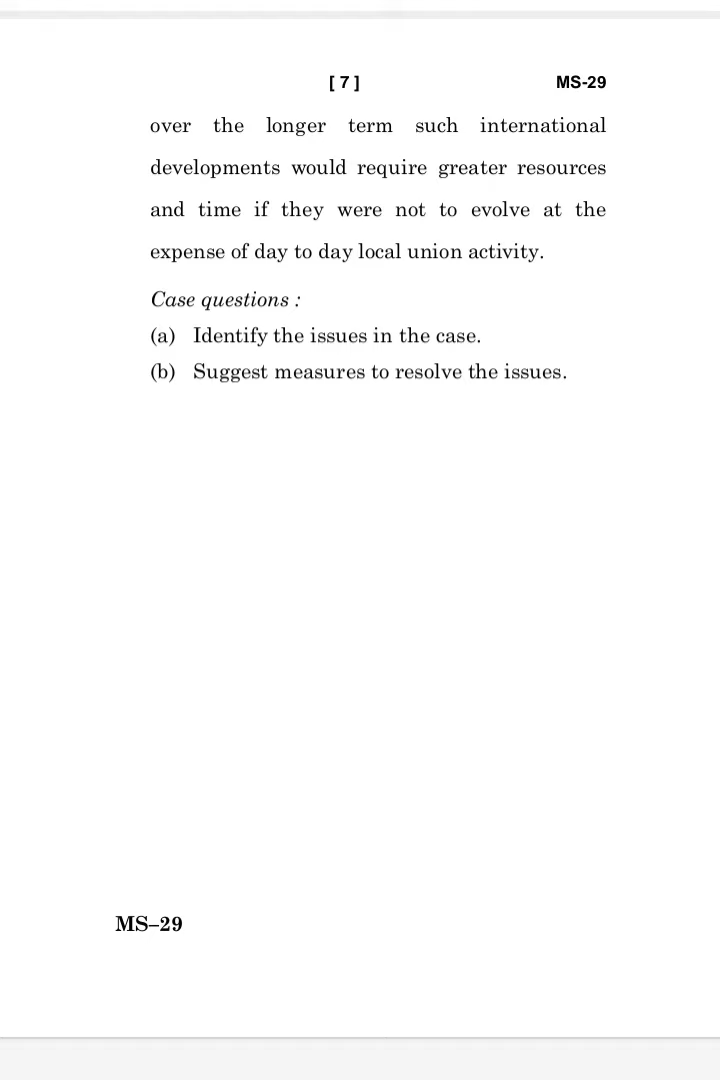 [ 7 ] MS-29
over the longer term such international
developments would require greater resources
and time if they were not to evolve at the
expense of day to day local union activity.
Case questions :
(a) Identify the issues in the case.
(b) Suggest measures to resolve the issues.
MS–29